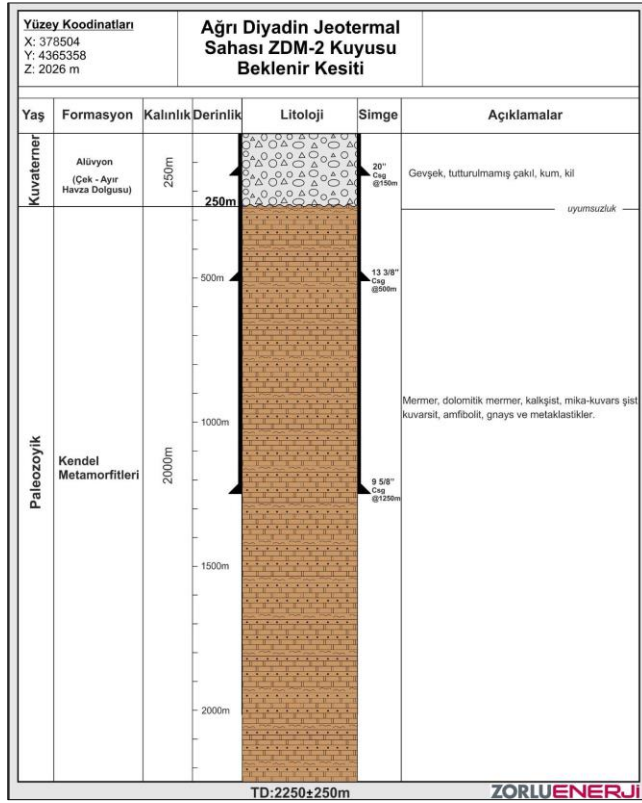 Yüzey Koodinatları
X: 378504
Y: 4365358
Z: 2026 m
Ağrı Diyadin Jeotermal
Sahası ZDM-2 Kuyusu
Beklenir Kesiti
Yaş Formasyon Kalınlık Derinlik Litoloji Simge Açıklamalar
Kuvaterner
Alüvyon
(Çek - Ayır
Havza Dolgusu)
250m
250m
20"
Csg
@150m
Gevşek, tutturulmamış çakıl, kum, kil
uyumsuzluk
Paleozoyik
Kendel
Metamorfitleri
2000m
500m
13 3/8"
Csg
@500m
1000m
Mermer, dolomitik mermer, kalkşist, mika-kuvars şist
kuvarsit, amfibolit, gnays ve metaklastikler.
9 5/8"
Csg
@1250m
1500m
2000m
TD:2250±250m
ZORLUENERJİ